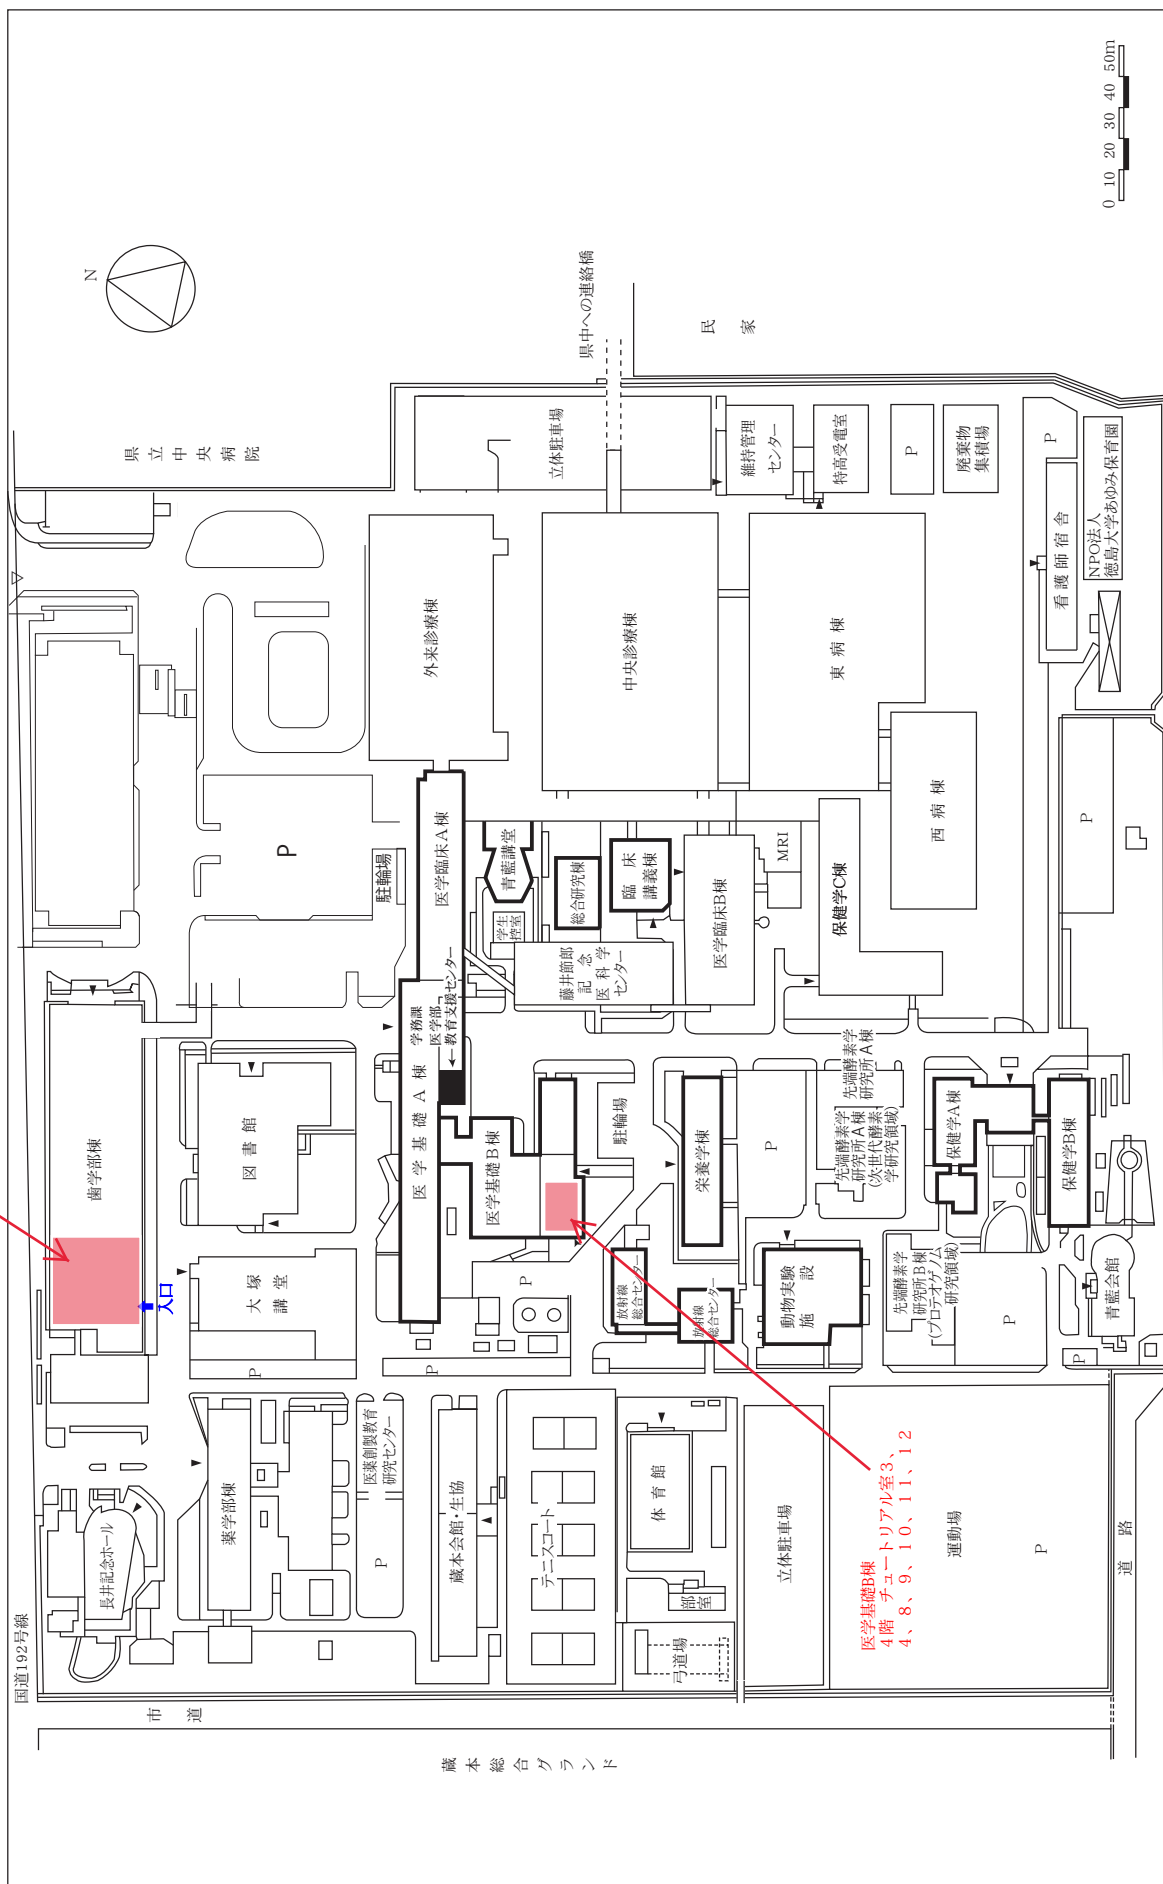 国道192号線
市道
蔵本総合グランド
長井記念ホール
歯学部棟
入口
県立中央病院
N
薬学部棟
大塚
講堂
図書館
P
駐輪場
P
医薬創製教育
研究センター
P
蔵本会館・生協
P
医学基礎A棟
学務課
医学部
←教育支援センター
医学臨床A棟
外来診療棟
立体駐車場
県中への連絡橋
民家
テニスコート
P
医学基礎B棟
駐輪場
学生
控室
青藍講堂
総合研究棟
藤井節郎
記念
医科学
センター
臨床
講義棟
中央診療棟
体育館
部室
弓道場
放射線
総合センター
放射線
総合センター
栄養学棟
医学臨床B棟
MRI
東病棟
維持管理
センター
特高受電室
P
廃棄物
集積場
立体駐車場
動物実験
施設
P
先端酵素学
研究所A棟
(次世代酵素
学研究領域)
先端酵素学
研究所A棟
保健学C棟
西病棟
医学基礎B棟
4階 チュートリアル室3、
4、8、9、10、11、12
運動場
P
先端酵素学
研究所B棟
(プロテオゲノム
研究領域)
P
保健学A棟
保健学B棟
青藍会館
P
P
看護師宿舎
P
NPO法人
徳島大学あゆみ保育園
道路
0 10 20 30 40 50m